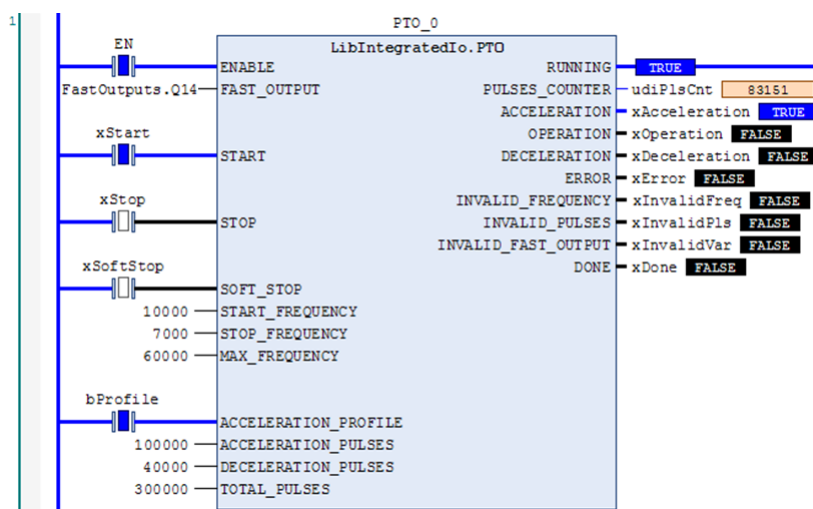 1
PTO_0
EN
LibIntegratedIo.PTO
ENABLE RUNNING TRUE
FastOutputs.Q14 FAST_OUTPUT PULSES_COUNTER udiPlsCnt 83151
ACCELERATION xAcceleration TRUE
xStart
OPERATION xOperation FALSE
START DECELERATION xDeceleration FALSE
ERROR xError FALSE
xStop
INVALID_FREQUENCY xInvalidFreq FALSE
STOP INVALID_PULSES xInvalidPls FALSE
INVALID_FAST_OUTPUT xInvalidVar FALSE
xSoftStop
DONE xDone FALSE
SOFT_STOP
10000 START_FREQUENCY
7000 STOP_FREQUENCY
60000 MAX_FREQUENCY
bProfile
ACCELERATION_PROFILE
100000 ACCELERATION_PULSES
40000 DECELERATION_PULSES
300000 TOTAL_PULSES